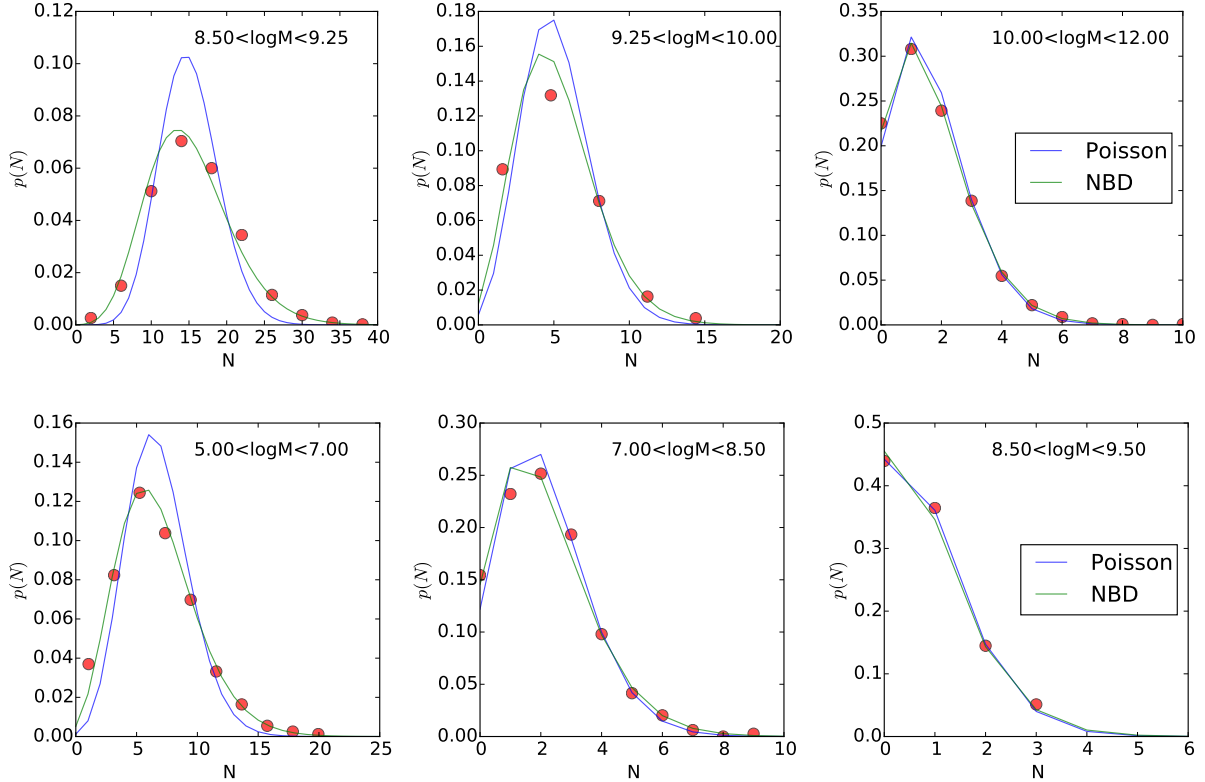 8.50<logM<9.25
p(N)
0.12
0.10
0.08
0.06
0.04
0.02
0.00
0 5 10 15 20 25 30 35 40
N
9.25<logM<10.00
p(N)
0.18
0.16
0.14
0.12
0.10
0.08
0.06
0.04
0.02
0.00
0 5 10 15 20
N
10.00<logM<12.00
p(N)
0.35
0.30
0.25
0.20
0.15
0.10
0.05
0.00
0 2 4 6 8 10
N
Poisson
NBD
5.00<logM<7.00
p(N)
0.16
0.14
0.12
0.10
0.08
0.06
0.04
0.02
0.00
0 5 10 15 20 25
N
7.00<logM<8.50
p(N)
0.30
0.25
0.20
0.15
0.10
0.05
0.00
0 2 4 6 8 10
N
8.50<logM<9.50
p(N)
0.5
0.4
0.3
0.2
0.1
0.0
0 1 2 3 4 5 6
N
Poisson
NBD